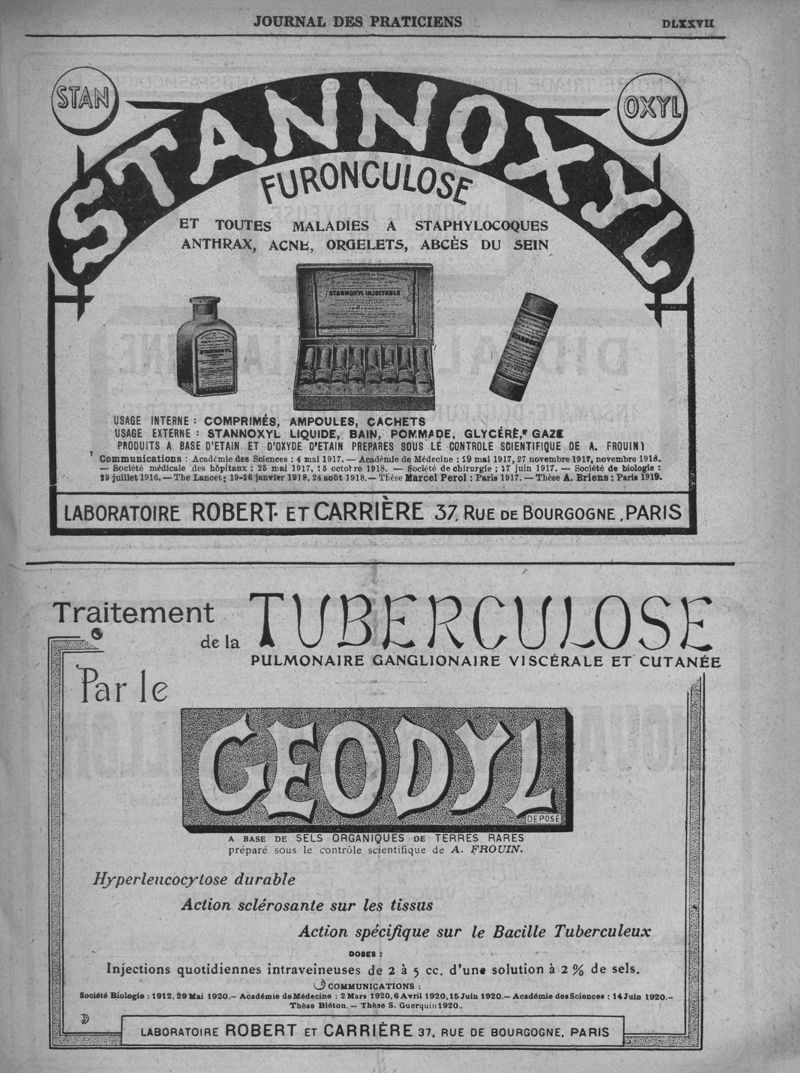 JOURNAL DES PRATICIENS
DLXXVII
STAN
OXYL
STANNOXYL
FURONCULOSE
ET TOUTES MALADIES A STAPHYLOCOQUES
ANTHRAX, ACNE, ORGELETS, ABCÈS DU SEIN
STANNOXYL INJECTABLE
STANNOXYL
USAGE INTERNE : COMPRIMÉS, AMPOULES, CACHETS
USAGE EXTERNE : STANNOXYL LIQUIDE, BAIN, POMMADE, GLYCÉRÉ, GAZE
PRODUITS A BASE D'ETAIN ET D'OXYDE D'ETAIN PREPARES SOUS LE CONTROLE SCIENTIFIQUE DE A. FROUIN)
Communications : Académie des Sciences : 4 mai 1917. — Académie de Médecine : 29 mai 1917, 27 novembre 1917, novembre 1918.
— Société médicale des hôpitaux : 25 mai 1917, 15 octobre 1918. — Société de chirurgie : 17 juin 1917. — Société de biologie :
29 juillet 1916. — The Lancet ; 19-26 janvier 1918, 24 août 1918. — Thèse Marcel Perol : Paris 1917. — Thèse A. Briens : Paris 1919.
LABORATOIRE ROBERT ET CARRIÈRE 37, RUE DE BOURGOGNE, PARIS
Traitement
de la TUBERCULOSE
PULMONAIRE GANGLIONAIRE VISCÉRALE ET CUTANÉE
Par le
GEODYL
DÉPOSÉ
A BASE DE SELS ORGANIQUES DE TERRES RARES
préparé sous le contrôle scientifique de A. FROUIN.
Hyperleucocytose durable
Action sclérosante sur les tissus
Action spécifique sur le Bacille Tuberculeux
DOSES :
Injections quotidiennes intraveineuses de 2 à 5 cc. d'une solution à 2 % de sels.
COMMUNICATIONS :
Société Biologie : 1912, 29 Mai 1920. — Académie de Médecine : 2 Mars 1920, 6 Avril 1920, 15 Juin 1920. — Académie des Sciences : 14 Juin 1920. —
Thèse Biéton. — Thèse S. Guerquin 1920.
LABORATOIRE ROBERT ET CARRIÈRE 37, RUE DE BOURGOGNE, PARIS